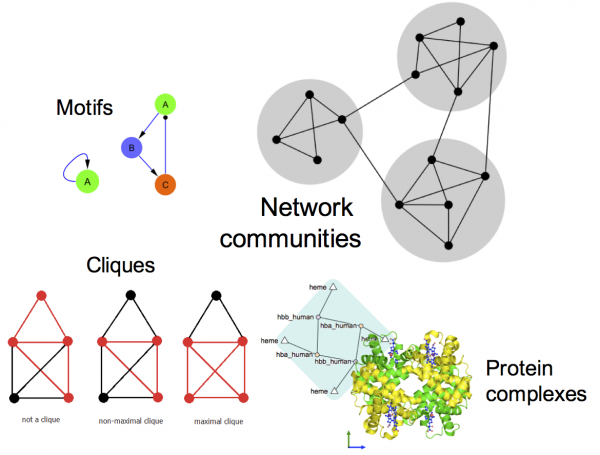 Motifs
A
B
A
C
Network
communities
Cliques
not a clique
non-maximal clique
maximal clique
heme
hbb_human
hba_human
heme
heme
hba_human
hbb_human
heme
Protein
complexes